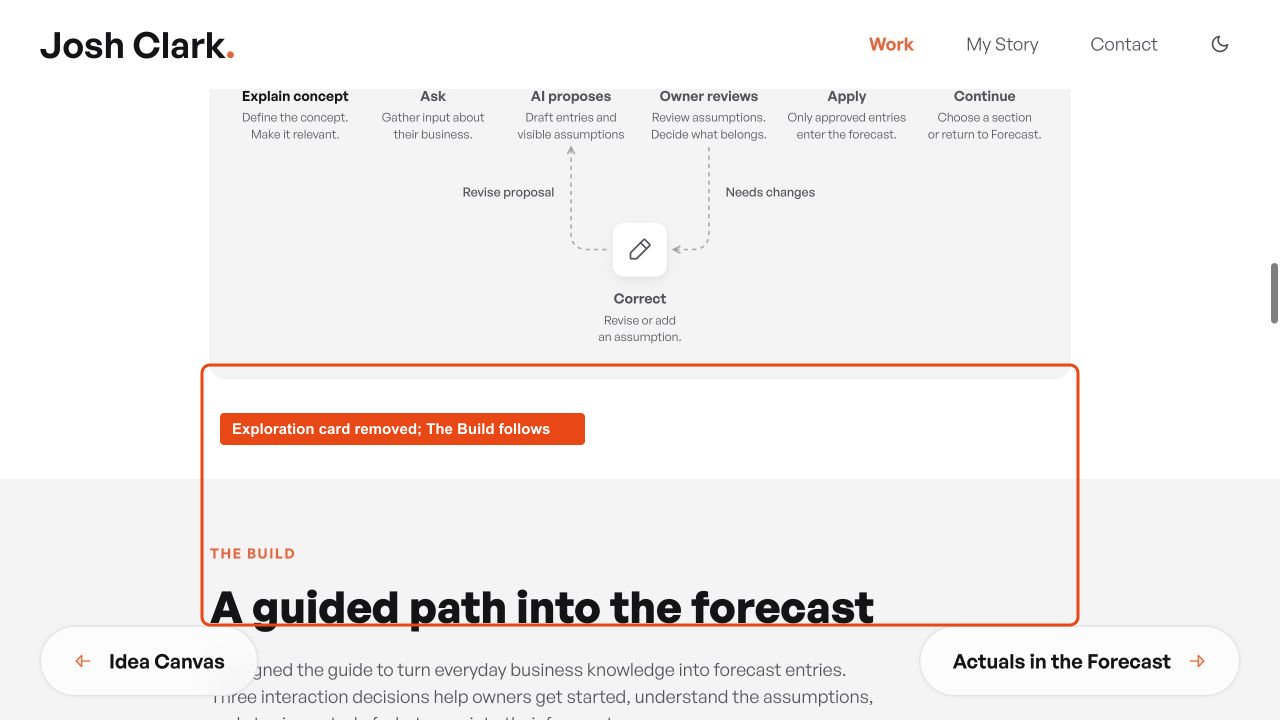 Josh Clark.
Work
My Story
Contact
Explain concept
Define the concept.
Make it relevant.
Ask
Gather input about
their business.
AI proposes
Draft entries and
visible assumptions
Owner reviews
Review assumptions.
Decide what belongs.
Apply
Only approved entries
enter the forecast.
Continue
Choose a section
or return to Forecast.
Revise proposal
Needs changes
Correct
Revise or add
an assumption.
Exploration card removed; The Build follows
THE BUILD
A guided path into the forecast
the guide to turn everyday business knowledge into forecast entries.
Three interaction decisions help owners get started, understand the assumptions,
Idea Canvas
Actuals in the Forecast